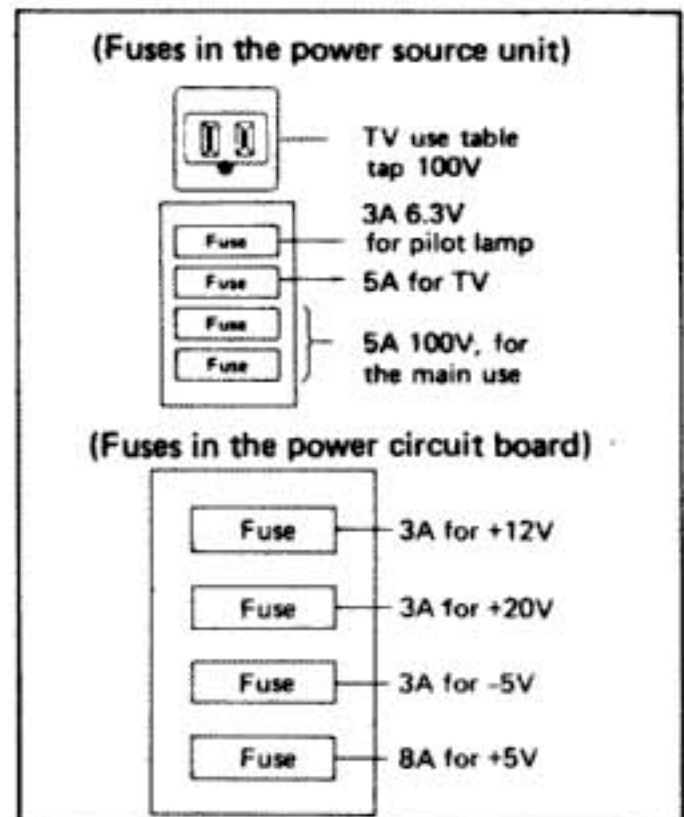 (Fuses in the power source unit)
TV use table
tap 100V
3A 6.3V
for pilot lamp
Fuse
5A for TV
Fuse
Fuse
5A 100V, for
the main use
Fuse
(Fuses in the power circuit board)
Fuse
3A for +12V
Fuse
3A for +20V
Fuse
3A for -5V
Fuse
8A for +5V